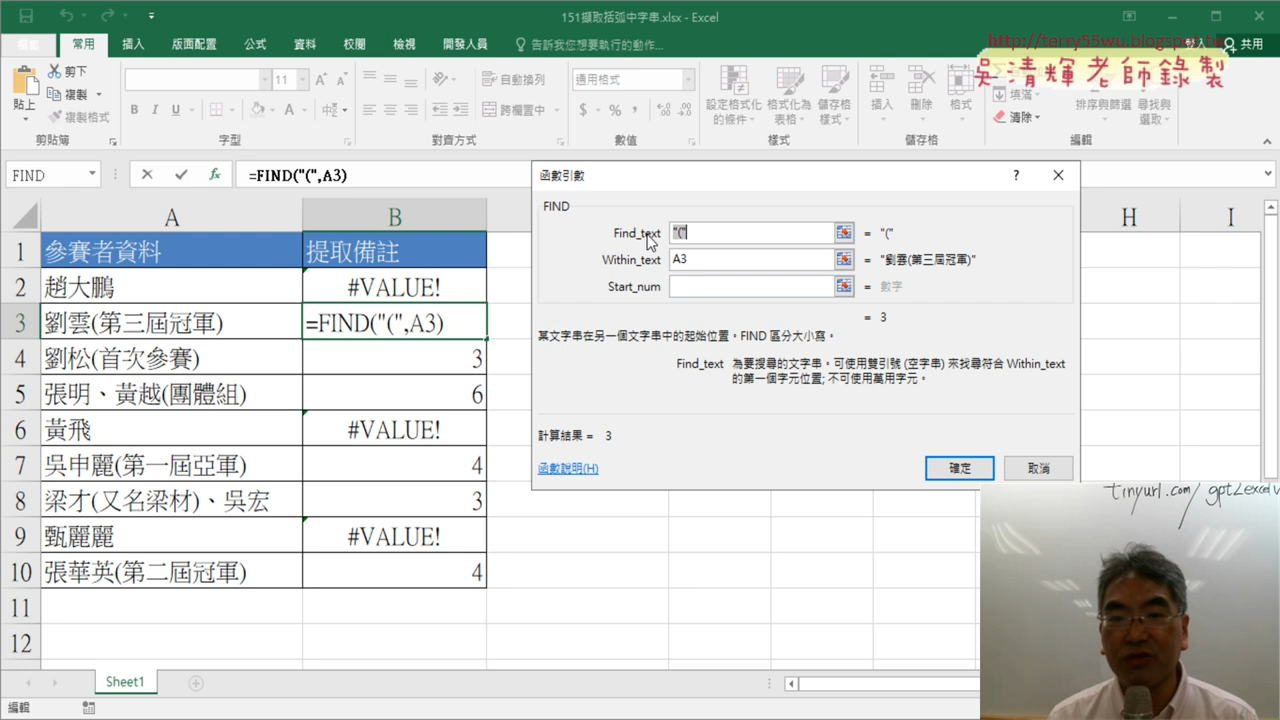 151擷取括弧中字串.xlsx - Excel
http://terry55wu.blogspot.tw
吳清輝老師錄製
常用 插入 版面配置 公式 資料 校閱 檢視 開發人員 告訴我您想要執行的動作... 共用
貼上 剪下 複製 複製格式
11 A A
B I U A 中
自動換列 跨欄置中
通用格式
$ % ,
設定格式化的條件 格式化為表格 儲存格樣式
插入 刪除 格式
填滿 清除 排序與篩選 尋找與選取
剪貼簿 字型 對齊方式 數值 樣式 儲存格 編輯
FIND fx =FIND("(",A3)
A B H I
1 參賽者資料 提取備註
2 趙大鵬 #VALUE!
3 劉雲(第三屆冠軍) =FIND("(",A3)
4 劉松(首次參賽) 3
5 張明、黃越(團體組) 6
6 黃飛 #VALUE!
7 吳申麗(第一屆亞軍) 4
8 梁才(又名梁材)、吳宏 3
9 甄麗麗 #VALUE!
10 張華英(第二屆冠軍) 4
11
12
函數引數 ?
FIND
Find_text "(" = "("
Within_text A3 = "劉雲(第三屆冠軍)"
Start_num = 數字
= 3
某文字串在另一個文字串中的起始位置。FIND 區分大小寫。
Find_text 為要搜尋的文字串。可使用雙引號 (空字串) 來找尋符合 Within_text
的第一個字元位置; 不可使用萬用字元。
計算結果 = 3
函數說明(H) 確定 取消
tinyurl.com/gpt4excelv
Sheet1
編輯